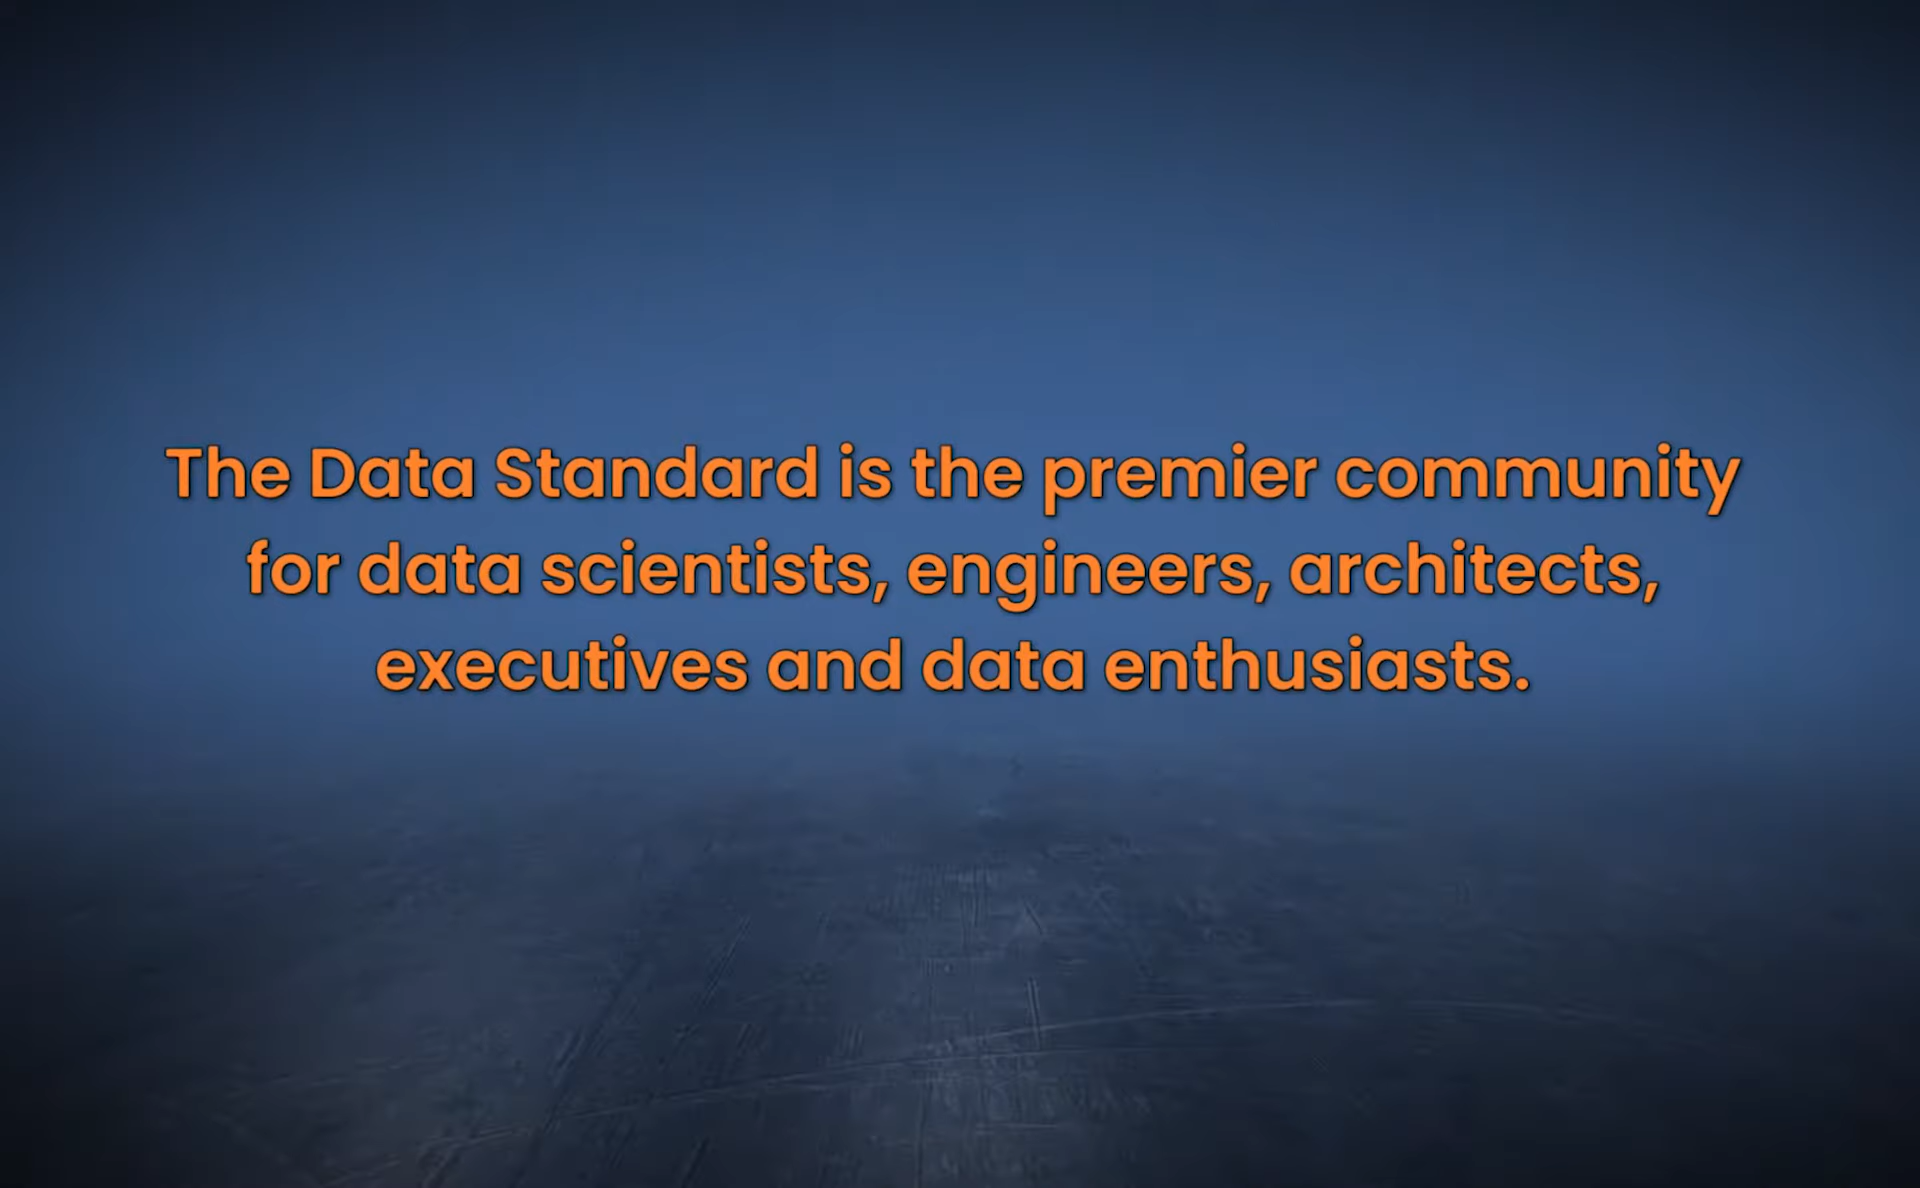 The Data Standard is the premier community
for data scientists, engineers, architects,
executives and data enthusiasts.